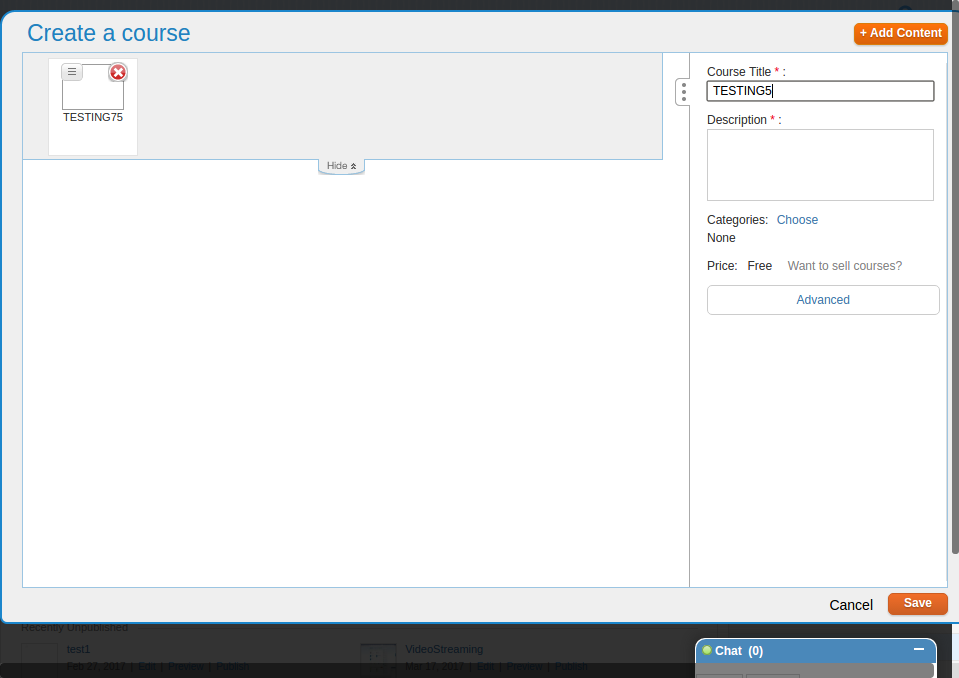 Create a course
+ Add Content
TESTING75
Hide
Course Title * :
TESTING5
Description * :
Categories: Choose
None
Price: Free Want to sell courses?
Advanced
Cancel
Save
Recently Unpublished
test1
Feb 27, 2017 | Edit | Preview | Publish
VideoStreaming
Mar 17, 2017 | Edit | Preview | Publish
Chat (0)